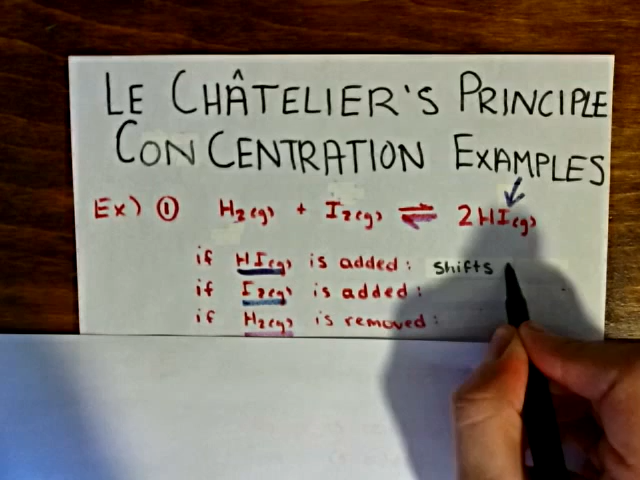 LE CHÂTELIER'S PRINCIPLE
CONCENTRATION EXAMPLES
Ex) ① H₂(g) + I₂(g) ⇌ 2HI(g)
if HI(g) is added: shifts
if I₂(g) is added:
if H₂(g) is removed: